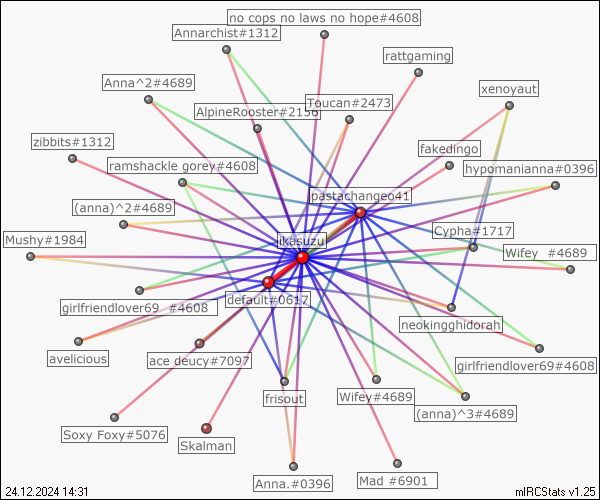 no cops no laws no hope#4608
Annarchist#1312
rattgaming
Anna^2#4689
xenoyaut
AlpineRooster#2156
Toucan#2473
zibbits#1312
fakedingo
ramshackle gorey#4608
hypomanianna#0396
pastachangeo41
(anna)^2#4689
Cypha#1717
Mushy#1984
ikasuzu
Wifey #4689
default#0617
girlfriendlover69 #4608
neokingghidorah
avelicious
ace deucy#7097
girlfriendlover69#4608
frisout
Wifey#4689
(anna)^3#4689
Soxy Foxy#5076
Skalman
Anna.#0396
Mad #6901
24.12.2024 14:31
mIRCStats v1.25